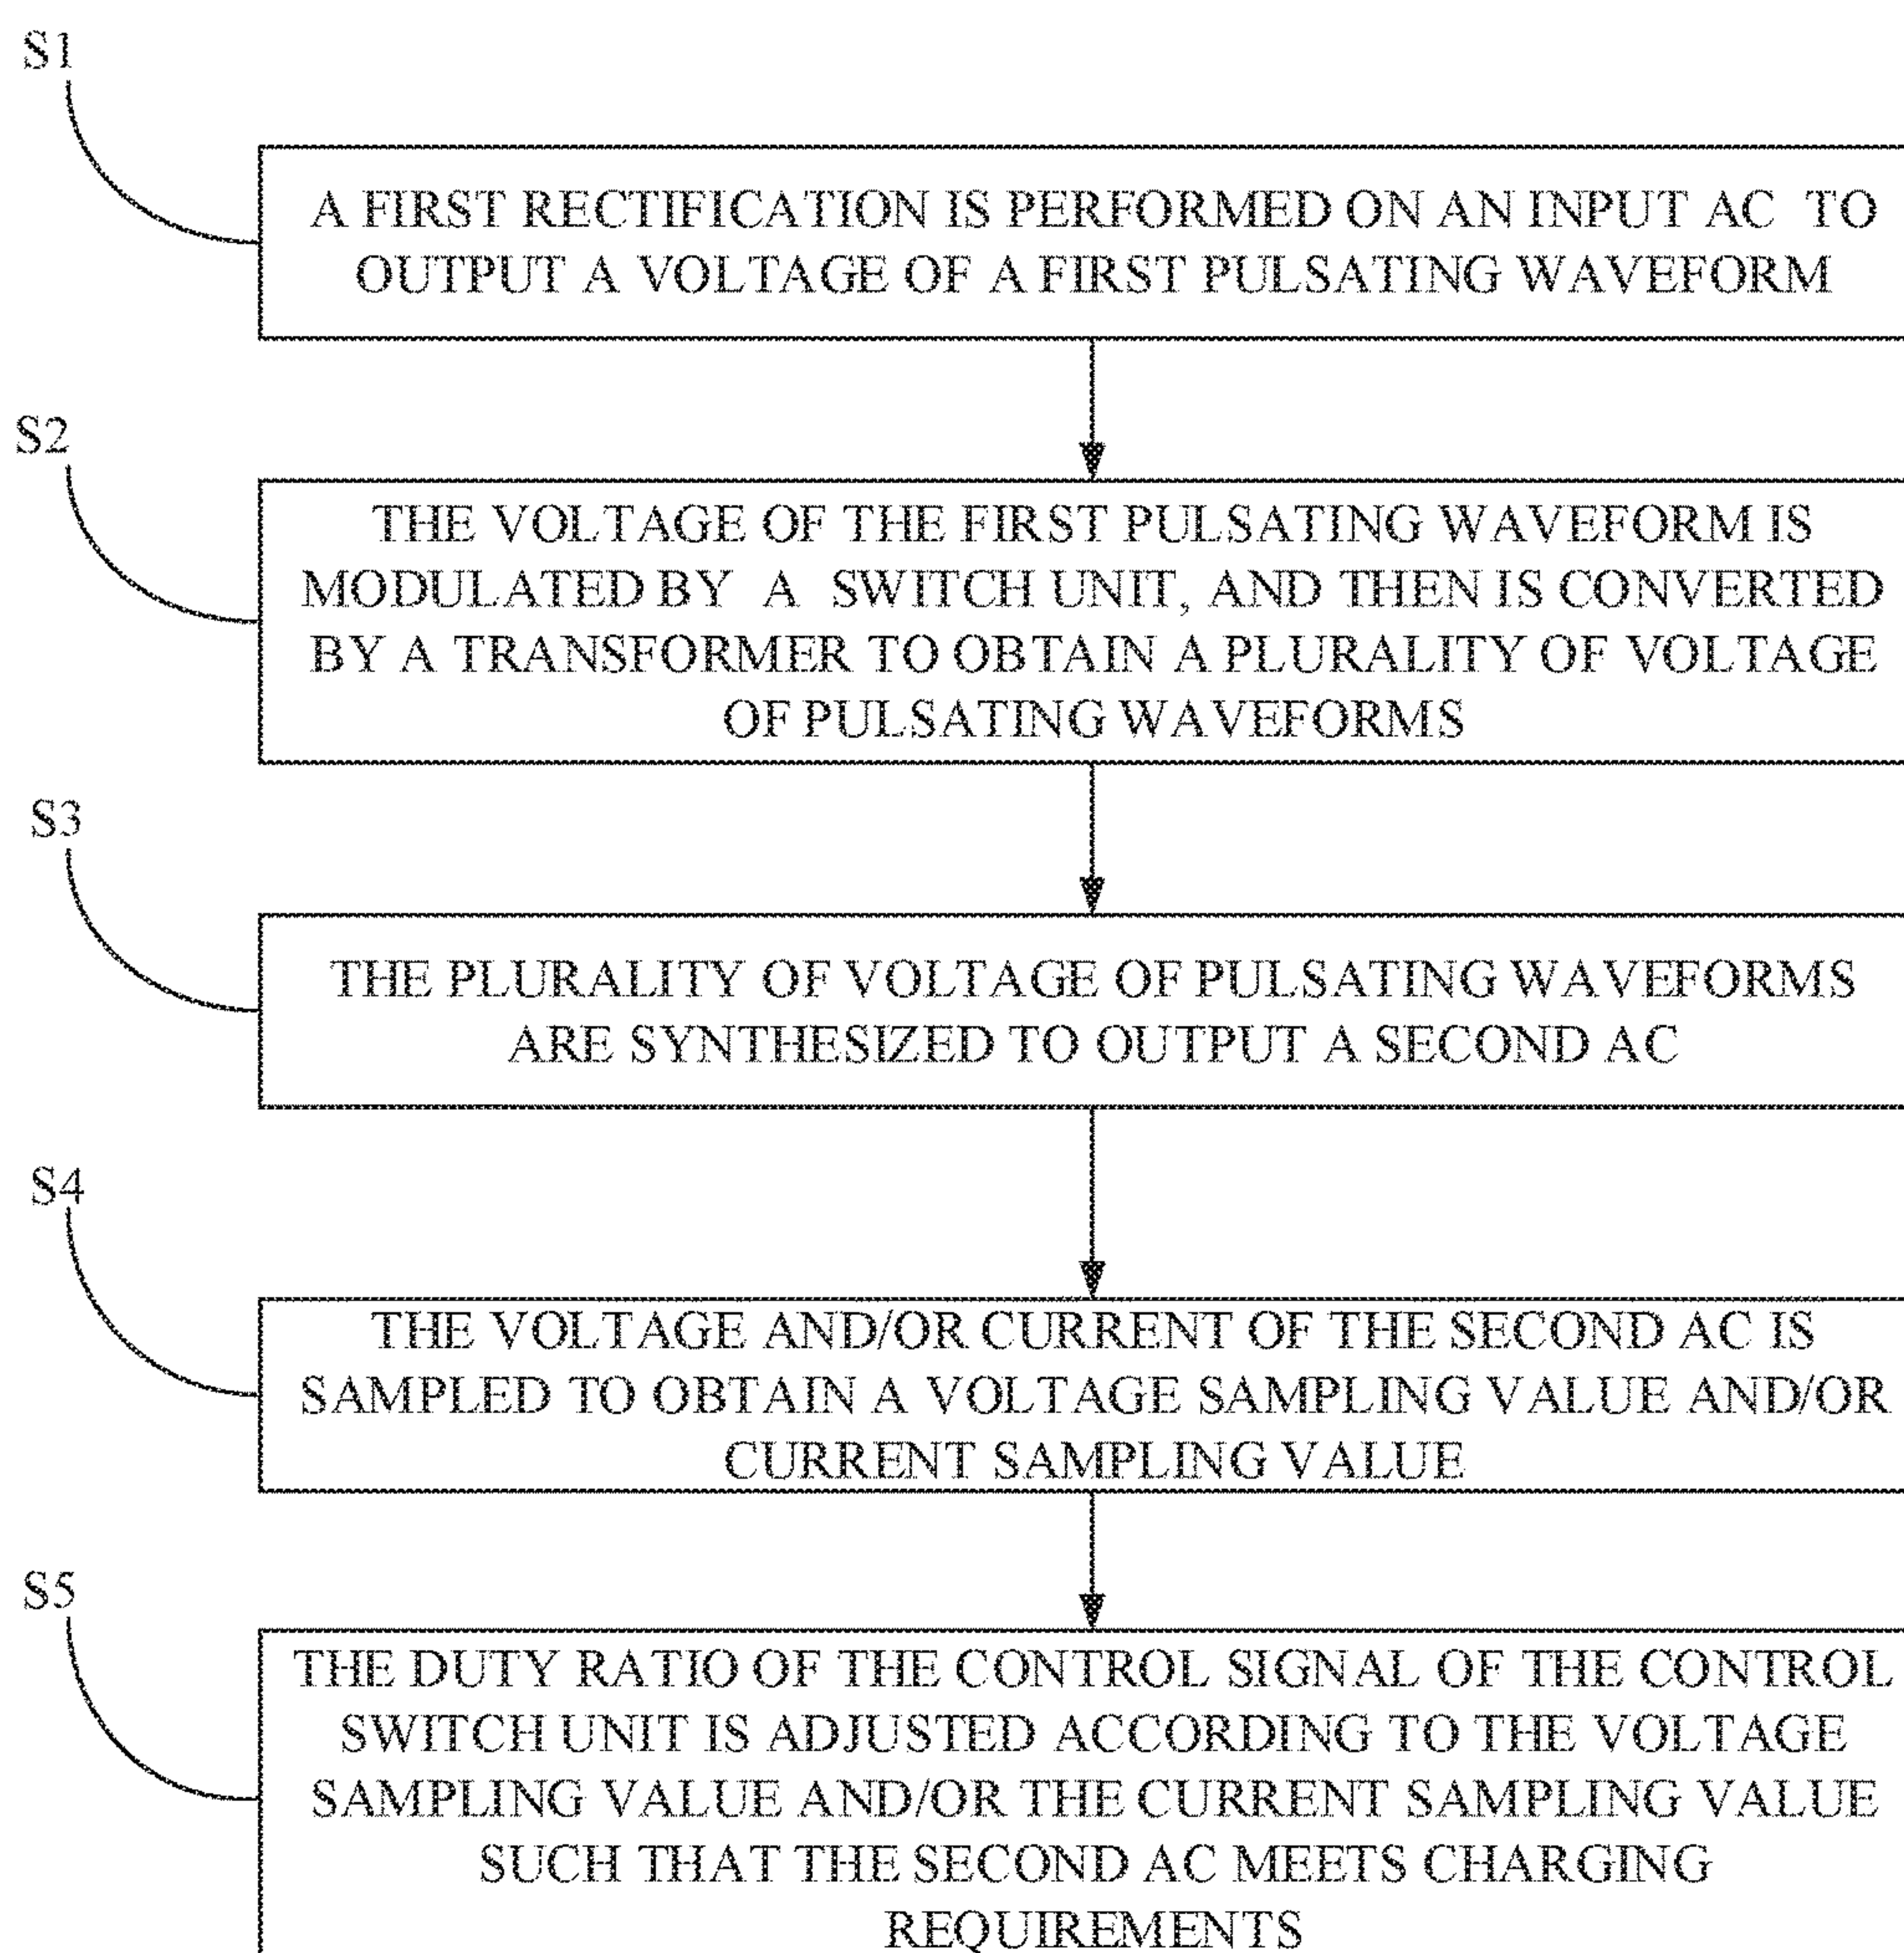 S1
A FIRST RECTIFICATION IS PERFORMED ON AN INPUT AC TO
OUTPUT A VOLTAGE OF A FIRST PULSATING WAVEFORM
S2
THE VOLTAGE OF THE FIRST PULSATING WAVEFORM IS
MODULATED BY A SWITCH UNIT, AND THEN IS CONVERTED
BY A TRANSFORMER TO OBTAIN A PLURALITY OF VOLTAGE
OF PULSATING WAVEFORMS
S3
THE PLURALITY OF VOLTAGE OF PULSATING WAVEFORMS
ARE SYNTHESIZED TO OUTPUT A SECOND AC
S4
THE VOLTAGE AND/OR CURRENT OF THE SECOND AC IS
SAMPLED TO OBTAIN A VOLTAGE SAMPLING VALUE AND/OR
CURRENT SAMPLING VALUE
S5
THE DUTY RATIO OF THE CONTROL SIGNAL OF THE CONTROL
SWITCH UNIT IS ADJUSTED ACCORDING TO THE VOLTAGE
SAMPLING VALUE AND/OR THE CURRENT SAMPLING VALUE
SUCH THAT THE SECOND AC MEETS CHARGING
REQUIREMENTS